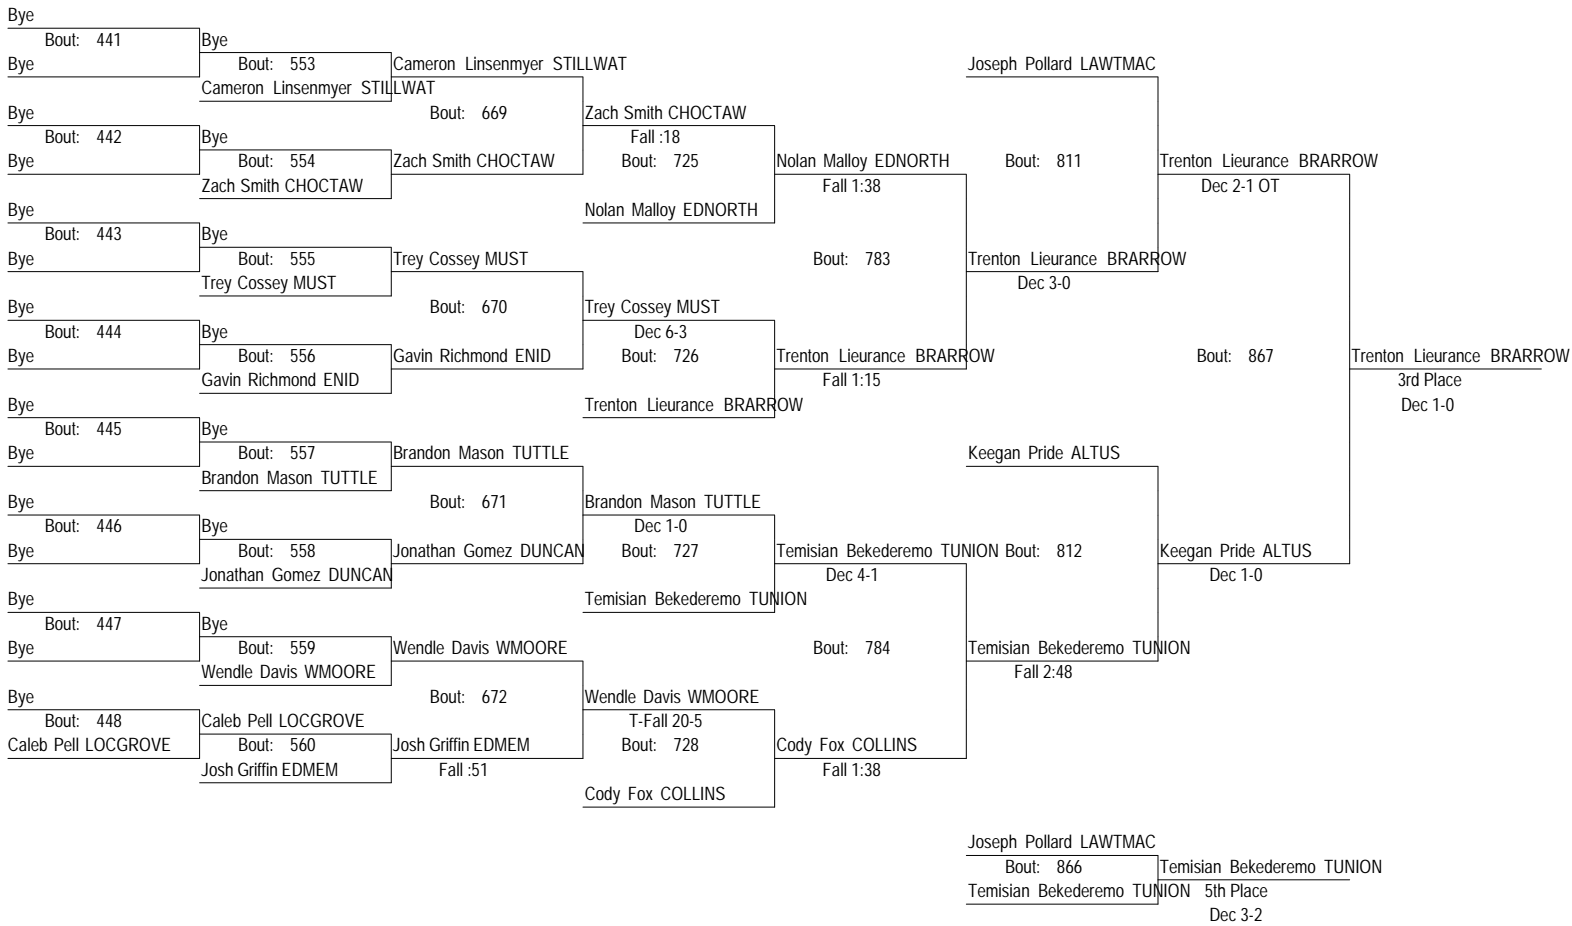 Bye
Bout: 441 Bye
Bye Bout: 553 Cameron Linsenmyer STILLWAT Joseph Pollard LAWTMAC
Cameron Linsenmyer STILLWAT
Bye Bout: 669 Zach Smith CHOCTAW
Bout: 442 Bye Fall :18
Bye Bout: 554 Zach Smith CHOCTAW Bout: 725 Nolan Malloy EDNORTH Bout: 811 Trenton Lieurance BRARROW
Zach Smith CHOCTAW Fall 1:38 Dec 2-1 OT
Bye Nolan Malloy EDNORTH
Bout: 443 Bye
Bye Bout: 555 Trey Cossey MUST Bout: 783 Trenton Lieurance BRARROW
Trey Cossey MUST Dec 3-0
Bye Bout: 670 Trey Cossey MUST
Bout: 444 Bye Dec 6-3
Bye Bout: 556 Gavin Richmond ENID Bout: 726 Trenton Lieurance BRARROW Bout: 867 Trenton Lieurance BRARROW
Gavin Richmond ENID Fall 1:15 3rd Place
Bye Trenton Lieurance BRARROW Dec 1-0
Bout: 445 Bye
Bye Bout: 557 Brandon Mason TUTTLE Keegan Pride ALTUS
Brandon Mason TUTTLE
Bye Bout: 671 Brandon Mason TUTTLE
Bout: 446 Bye Dec 1-0
Bye Bout: 558 Jonathan Gomez DUNCAN Bout: 727 Temisian Bekederemo TUNION Bout: 812 Keegan Pride ALTUS
Jonathan Gomez DUNCAN Dec 4-1 Dec 1-0
Bye Temisian Bekederemo TUNION
Bout: 447 Bye
Bye Bout: 559 Wendle Davis WMOORE Bout: 784 Temisian Bekederemo TUNION
Wendle Davis WMOORE Fall 2:48
Bye Bout: 672 Wendle Davis WMOORE
Bout: 448 Caleb Pell LOCGROVE T-Fall 20-5
Caleb Pell LOCGROVE Bout: 560 Josh Griffin EDMEM Bout: 728 Cody Fox COLLINS
Josh Griffin EDMEM Fall :51 Fall 1:38
Cody Fox COLLINS
Joseph Pollard LAWTMAC
Bout: 866 Temisian Bekederemo TUNION
Temisian Bekederemo TUNION 5th Place
Dec 3-2